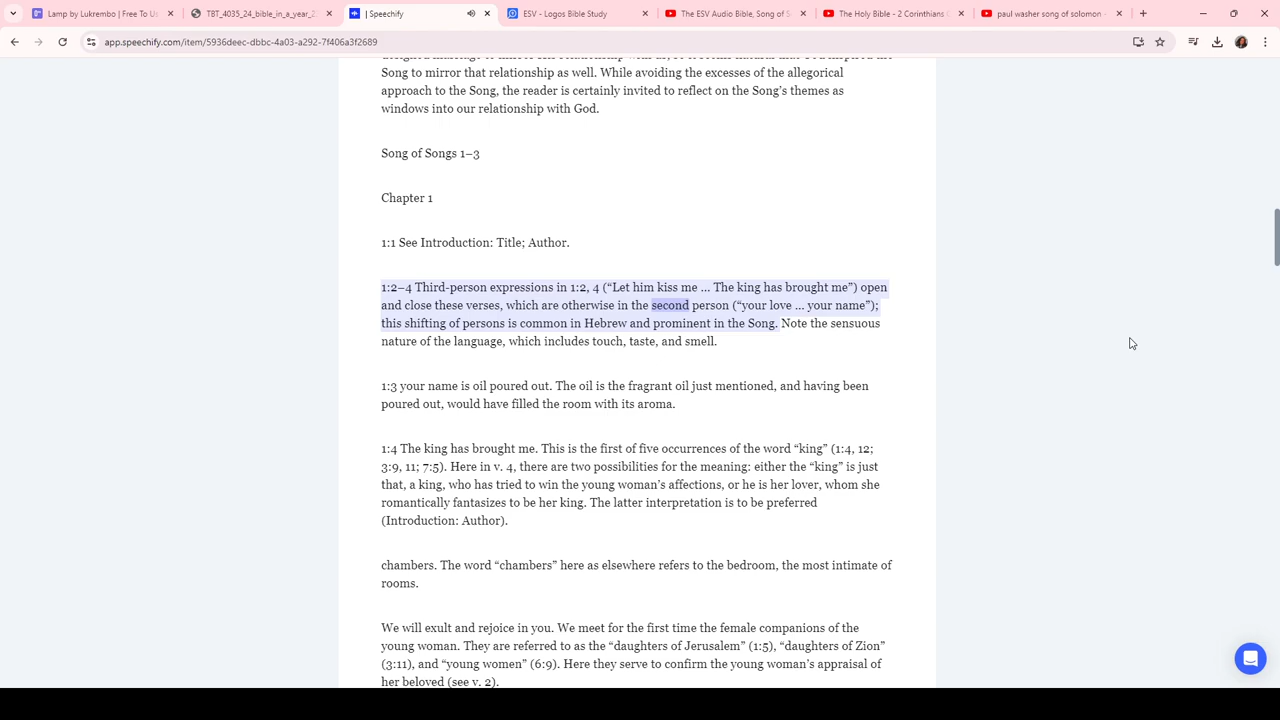 Lamp by Lukrembo | Free To Us
TBT_4035_24_bible_in_a_year_2
| Speechify
ESV - Logos Bible Study
The ESV Audio Bible, Song of S
The Holy Bible - 2 Corinthians
paul washer song of solomon -
app.speechify.com/item/5936deec-dbbc-4a03-a292-7f406a3f2689
Song to mirror that relationship as well. While avoiding the excesses of the allegorical
approach to the Song, the reader is certainly invited to reflect on the Song’s themes as
windows into our relationship with God.
Song of Songs 1–3
Chapter 1
1:1 See Introduction: Title; Author.
1:2–4 Third-person expressions in 1:2, 4 (“Let him kiss me … The king has brought me”) open
and close these verses, which are otherwise in the second person (“your love … your name”);
this shifting of persons is common in Hebrew and prominent in the Song. Note the sensuous
nature of the language, which includes touch, taste, and smell.
1:3 your name is oil poured out. The oil is the fragrant oil just mentioned, and having been
poured out, would have filled the room with its aroma.
1:4 The king has brought me. This is the first of five occurrences of the word “king” (1:4, 12;
3:9, 11; 7:5). Here in v. 4, there are two possibilities for the meaning: either the “king” is just
that, a king, who has tried to win the young woman’s affections, or he is her lover, whom she
romantically fantasizes to be her king. The latter interpretation is to be preferred
(Introduction: Author).
chambers. The word “chambers” here as elsewhere refers to the bedroom, the most intimate of
rooms.
We will exult and rejoice in you. We meet for the first time the female companions of the
young woman. They are referred to as the “daughters of Jerusalem” (1:5), “daughters of Zion”
(3:11), and “young women” (6:9). Here they serve to confirm the young woman’s appraisal of
her beloved (see v. 2).